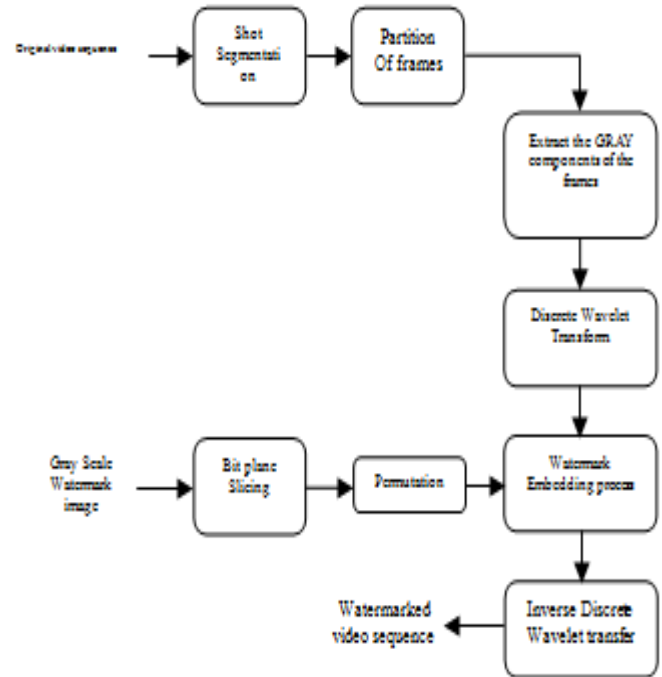 Original video sequence
Shot
Segmentati
on
Partition
Of frames
Extract the GRAY
components of the
frames
Discrete Wavelet
Transform
Gray Scale
Watermark
image
Bit plane
Slicing
Permutation
Watermark
Embedding process
Inverse Discrete
Wavelet transfer
Watermarked
video sequence